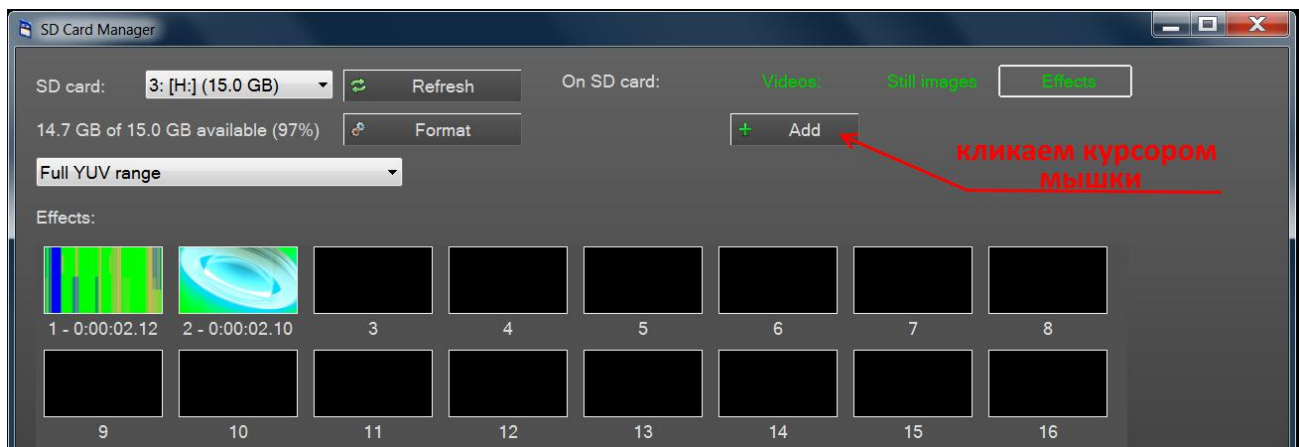 SD Card Manager
SD card: 3: [H:] (15.0 GB) Refresh On SD card: Videos: Still images Effects
14.7 GB of 15.0 GB available (97%) Format + Add
кликаем курсором
мышки
Full YUV range
Effects:
1 - 0:00:02.12 2 - 0:00:02.10 3 4 5 6 7 8
9 10 11 12 13 14 15 16